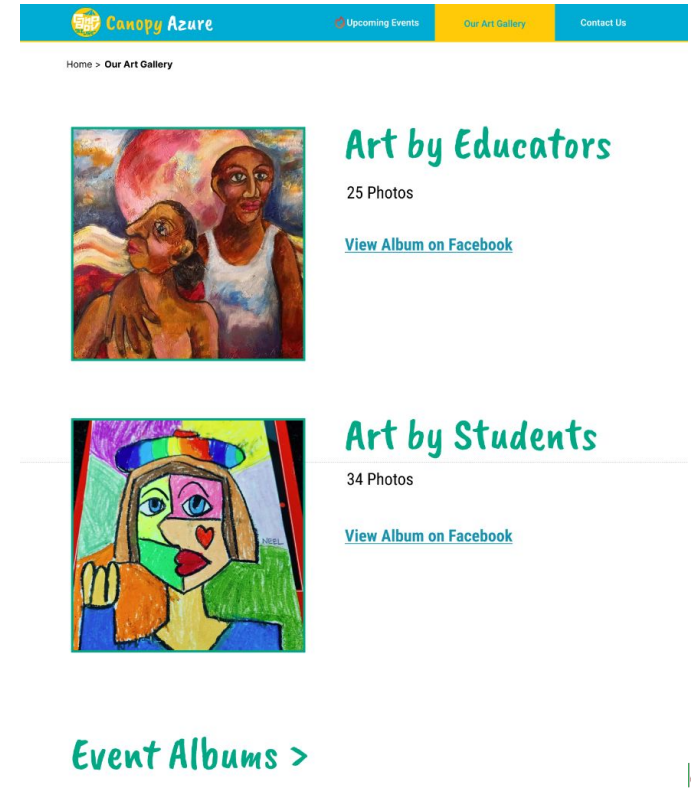 Canopy Azure
Upcoming Events
Our Art Gallery
Contact Us
Home > Our Art Gallery
Art by Educators
25 Photos
View Album on Facebook
NEEL
Art by Students
34 Photos
View Album on Facebook
Event Albums >